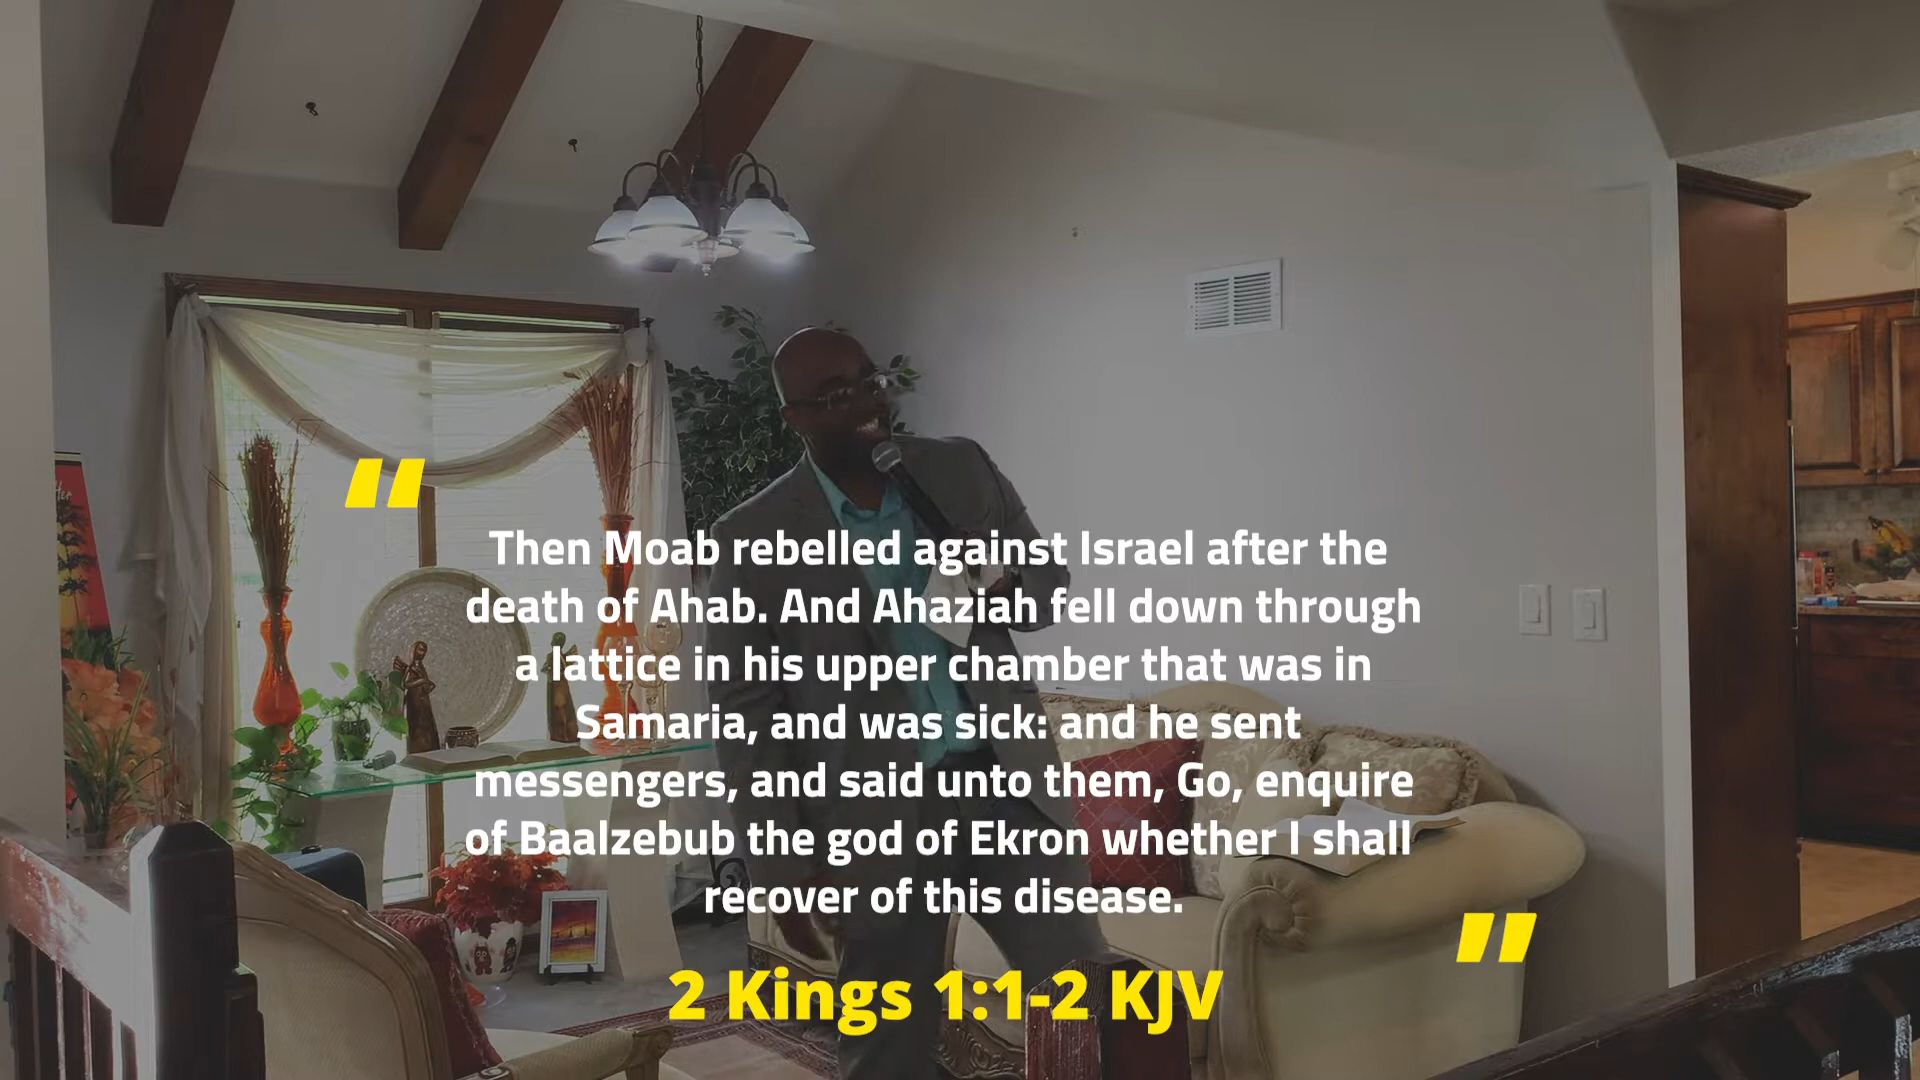 “
Then Moab rebelled against Israel after the
death of Ahab. And Ahaziah fell down through
a lattice in his upper chamber that was in
Samaria, and was sick: and he sent
messengers, and said unto them, Go, enquire
of Baalzebub the god of Ekron whether I shall
recover of this disease.
”
2 Kings 1:1-2 KJV